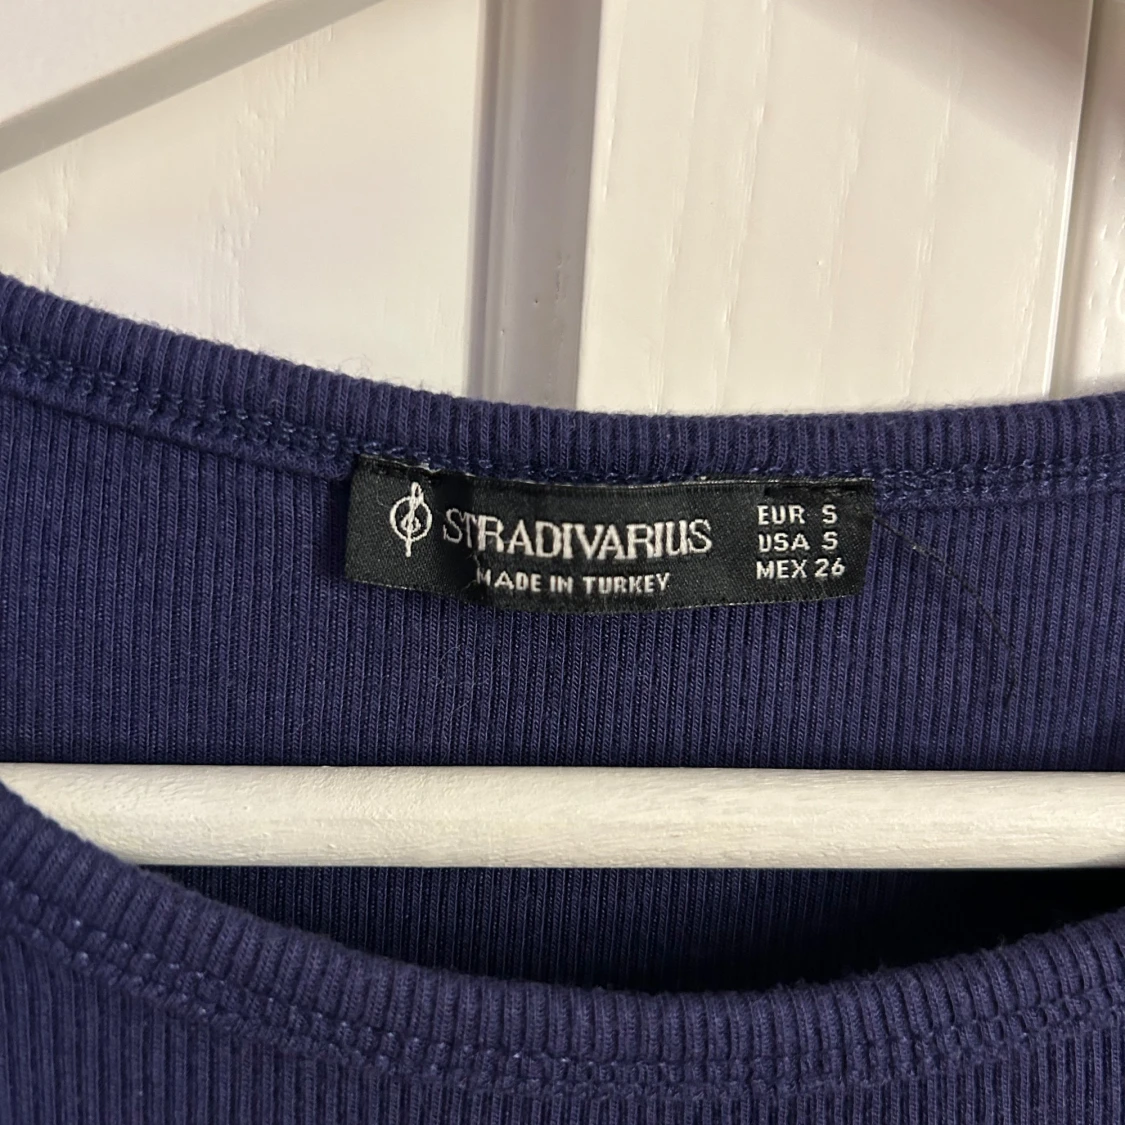 STRADIVARIUS
MADE IN TURKEY
EUR S
USA S
MEX 26